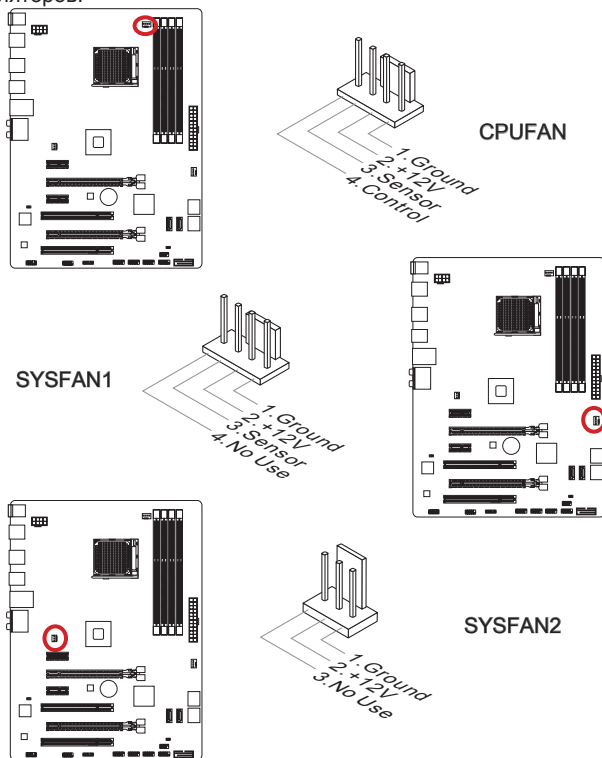 ляторов.
CPUFAN
1.Ground
2.+12V
3.Sensor
4.Control
SYSFAN1
1.Ground
2.+12V
3.Sensor
4.No Use
SYSFAN2
1.Ground
2.+12V
3.No Use